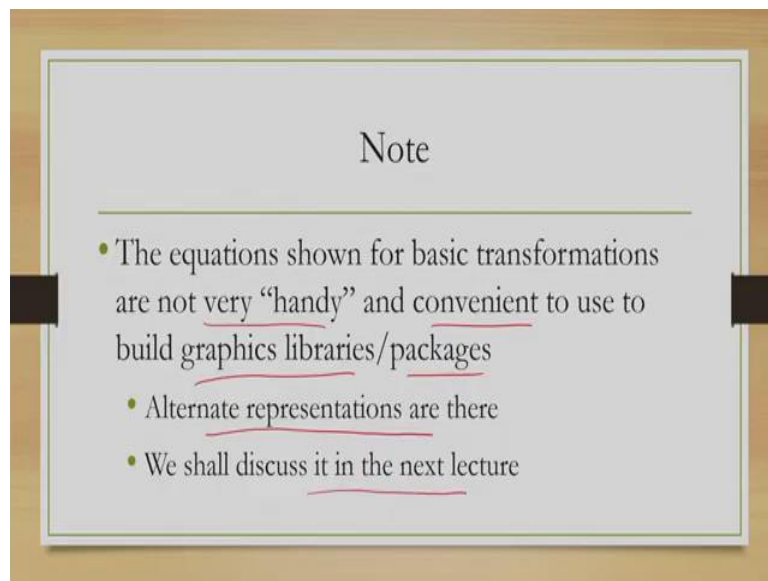 Note
• The equations shown for basic transformations
are not very “handy” and convenient to use to
build graphics libraries/packages
• Alternate representations are there
• We shall discuss it in the next lecture